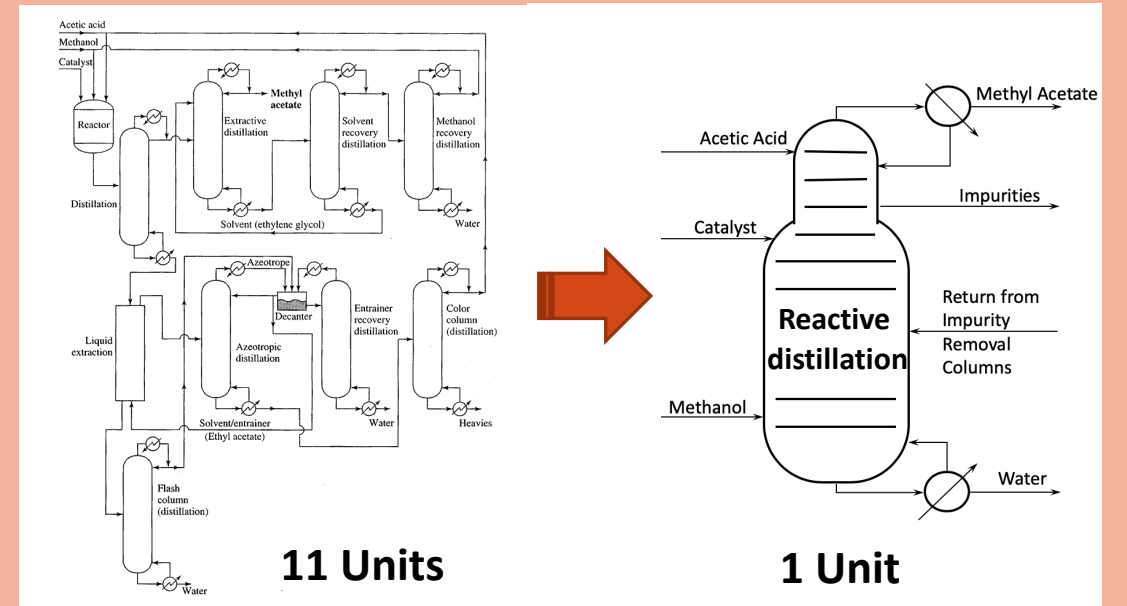 Acetic acid
Methanol
Catalyst
Reactor
Distillation
Extractive
distillation
Methyl
acetate
Solvent
recovery
distillation
Methanol
recovery
distillation
Water
Solvent (ethylene glycol)
Liquid
extraction
Azeotrope
Azeotropic
distillation
Decanter
Entrainer
recovery
distillation
Color
column
(distillation)
Solvent/entrainer
(Ethyl acetate)
Water
Heavies
Flash
column
(distillation)
Water
11 Units
Methyl Acetate
Acetic Acid
Impurities
Catalyst
Return from
Impurity
Removal
Columns
Reactive
distillation
Methanol
Water
1 Unit